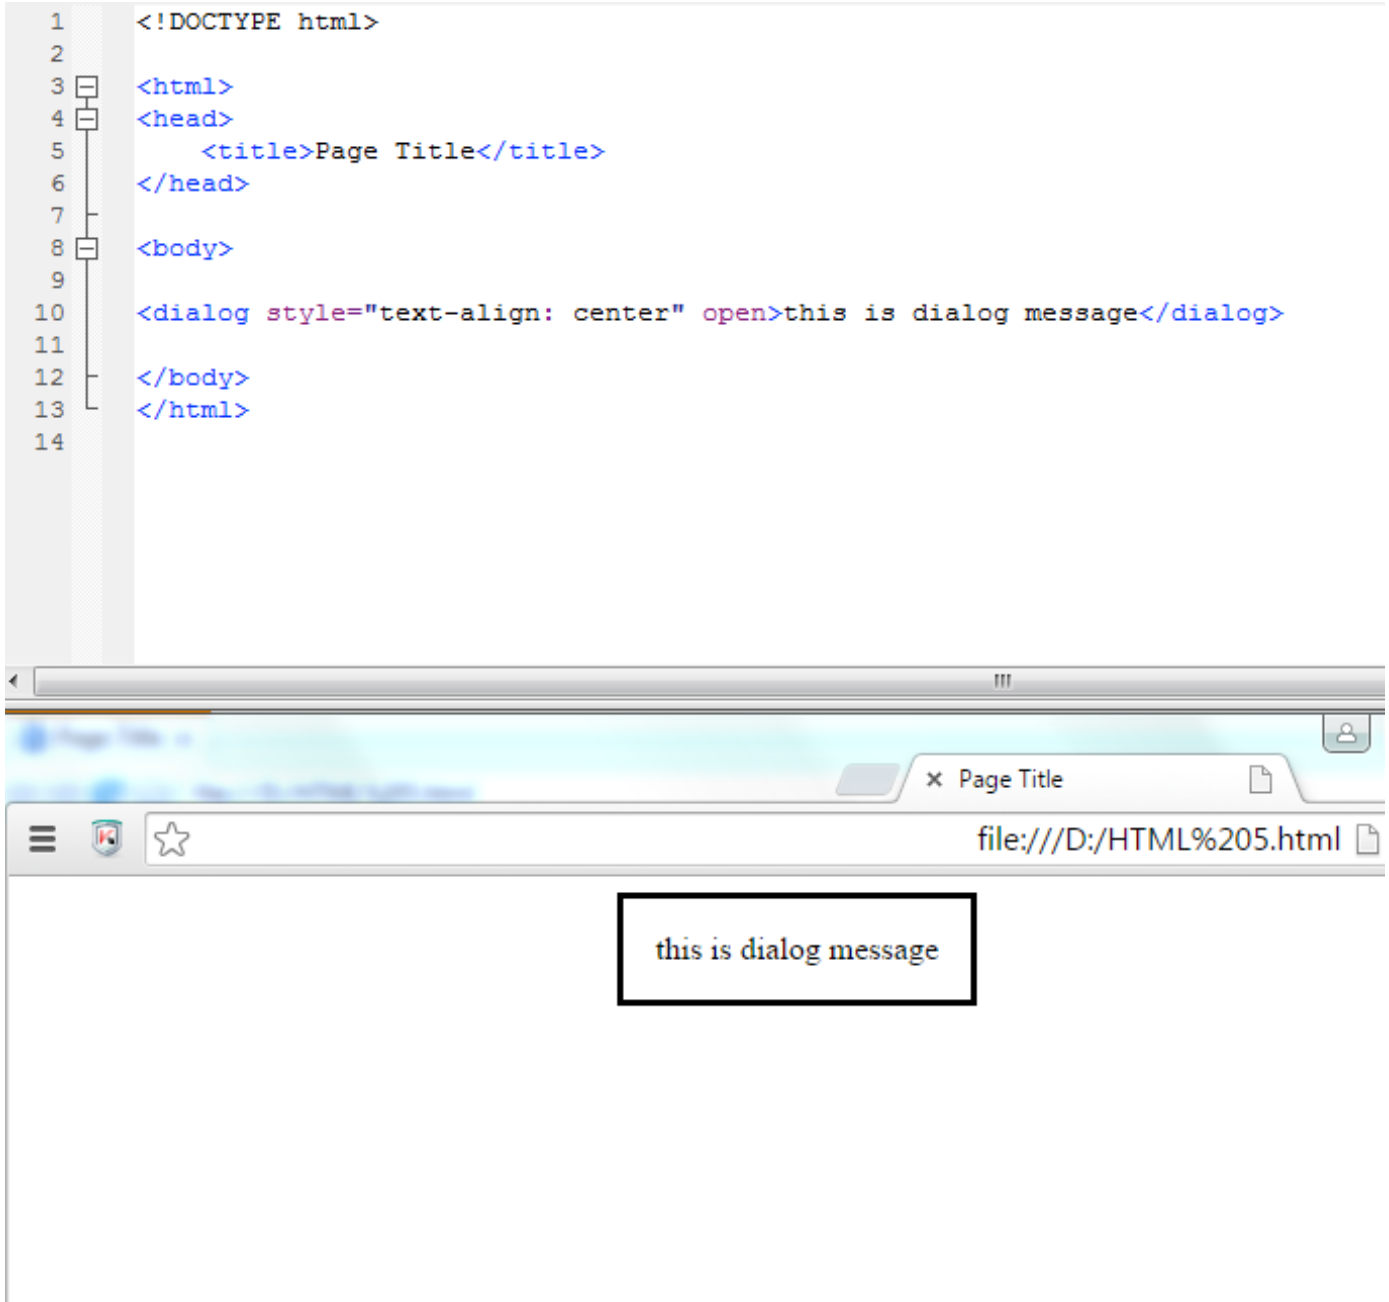 1 <!DOCTYPE html>
2
3 <html>
4 <head>
5 <title>Page Title</title>
6 </head>
7
8 <body>
9
10 <dialog style="text-align: center" open>this is dialog message</dialog>
11
12 </body>
13 </html>
14
Page Title
Page Title
file:///D:/HTML%205.html
this is dialog message